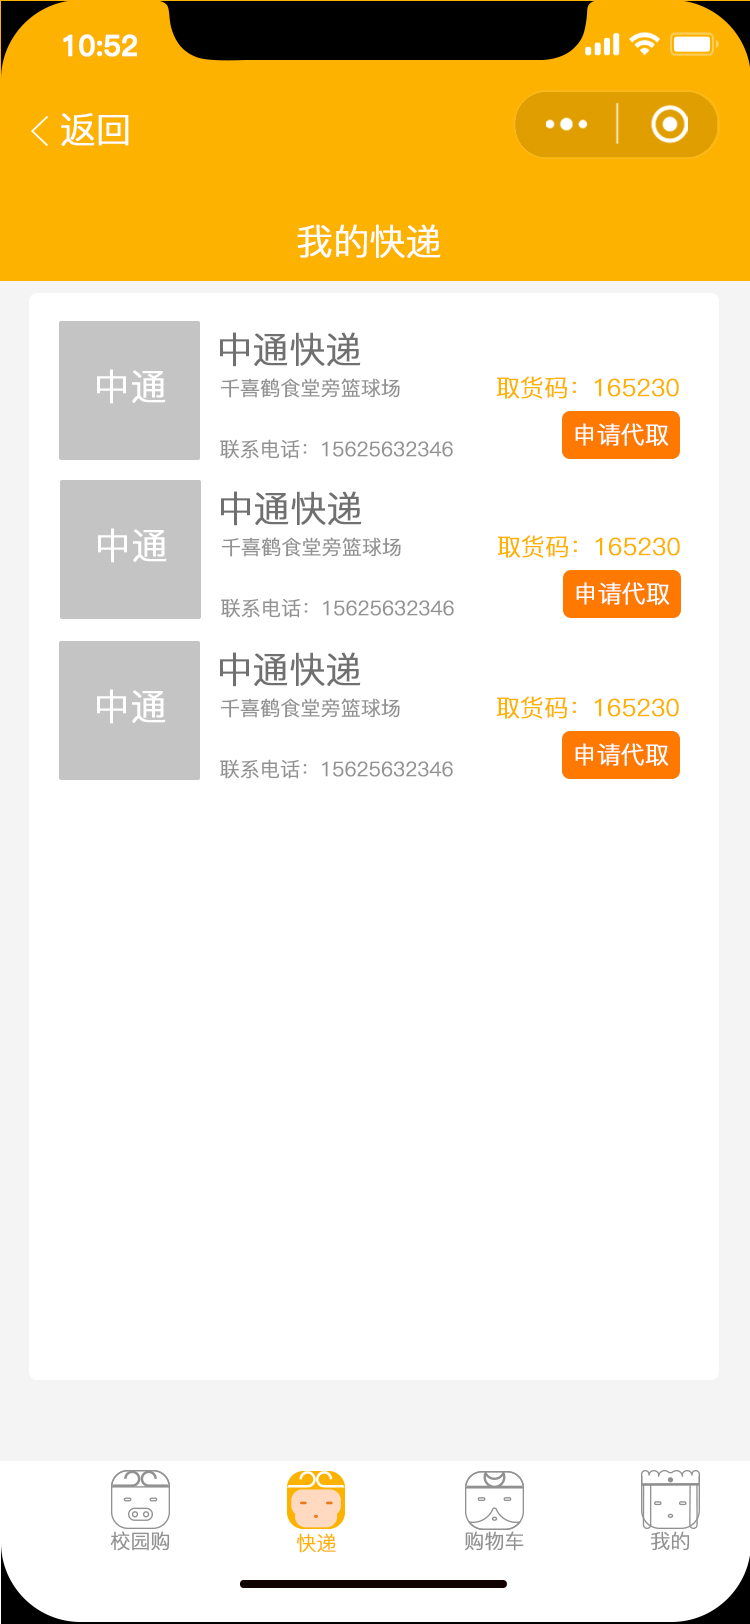 10:52
返回
我的快递
中通
中通快递
千喜鹤食堂旁篮球场
取货码：165230
联系电话：15625632346
申请代取
中通
中通快递
千喜鹤食堂旁篮球场
取货码：165230
联系电话：15625632346
申请代取
中通
中通快递
千喜鹤食堂旁篮球场
取货码：165230
联系电话：15625632346
申请代取
校园购
快递
购物车
我的